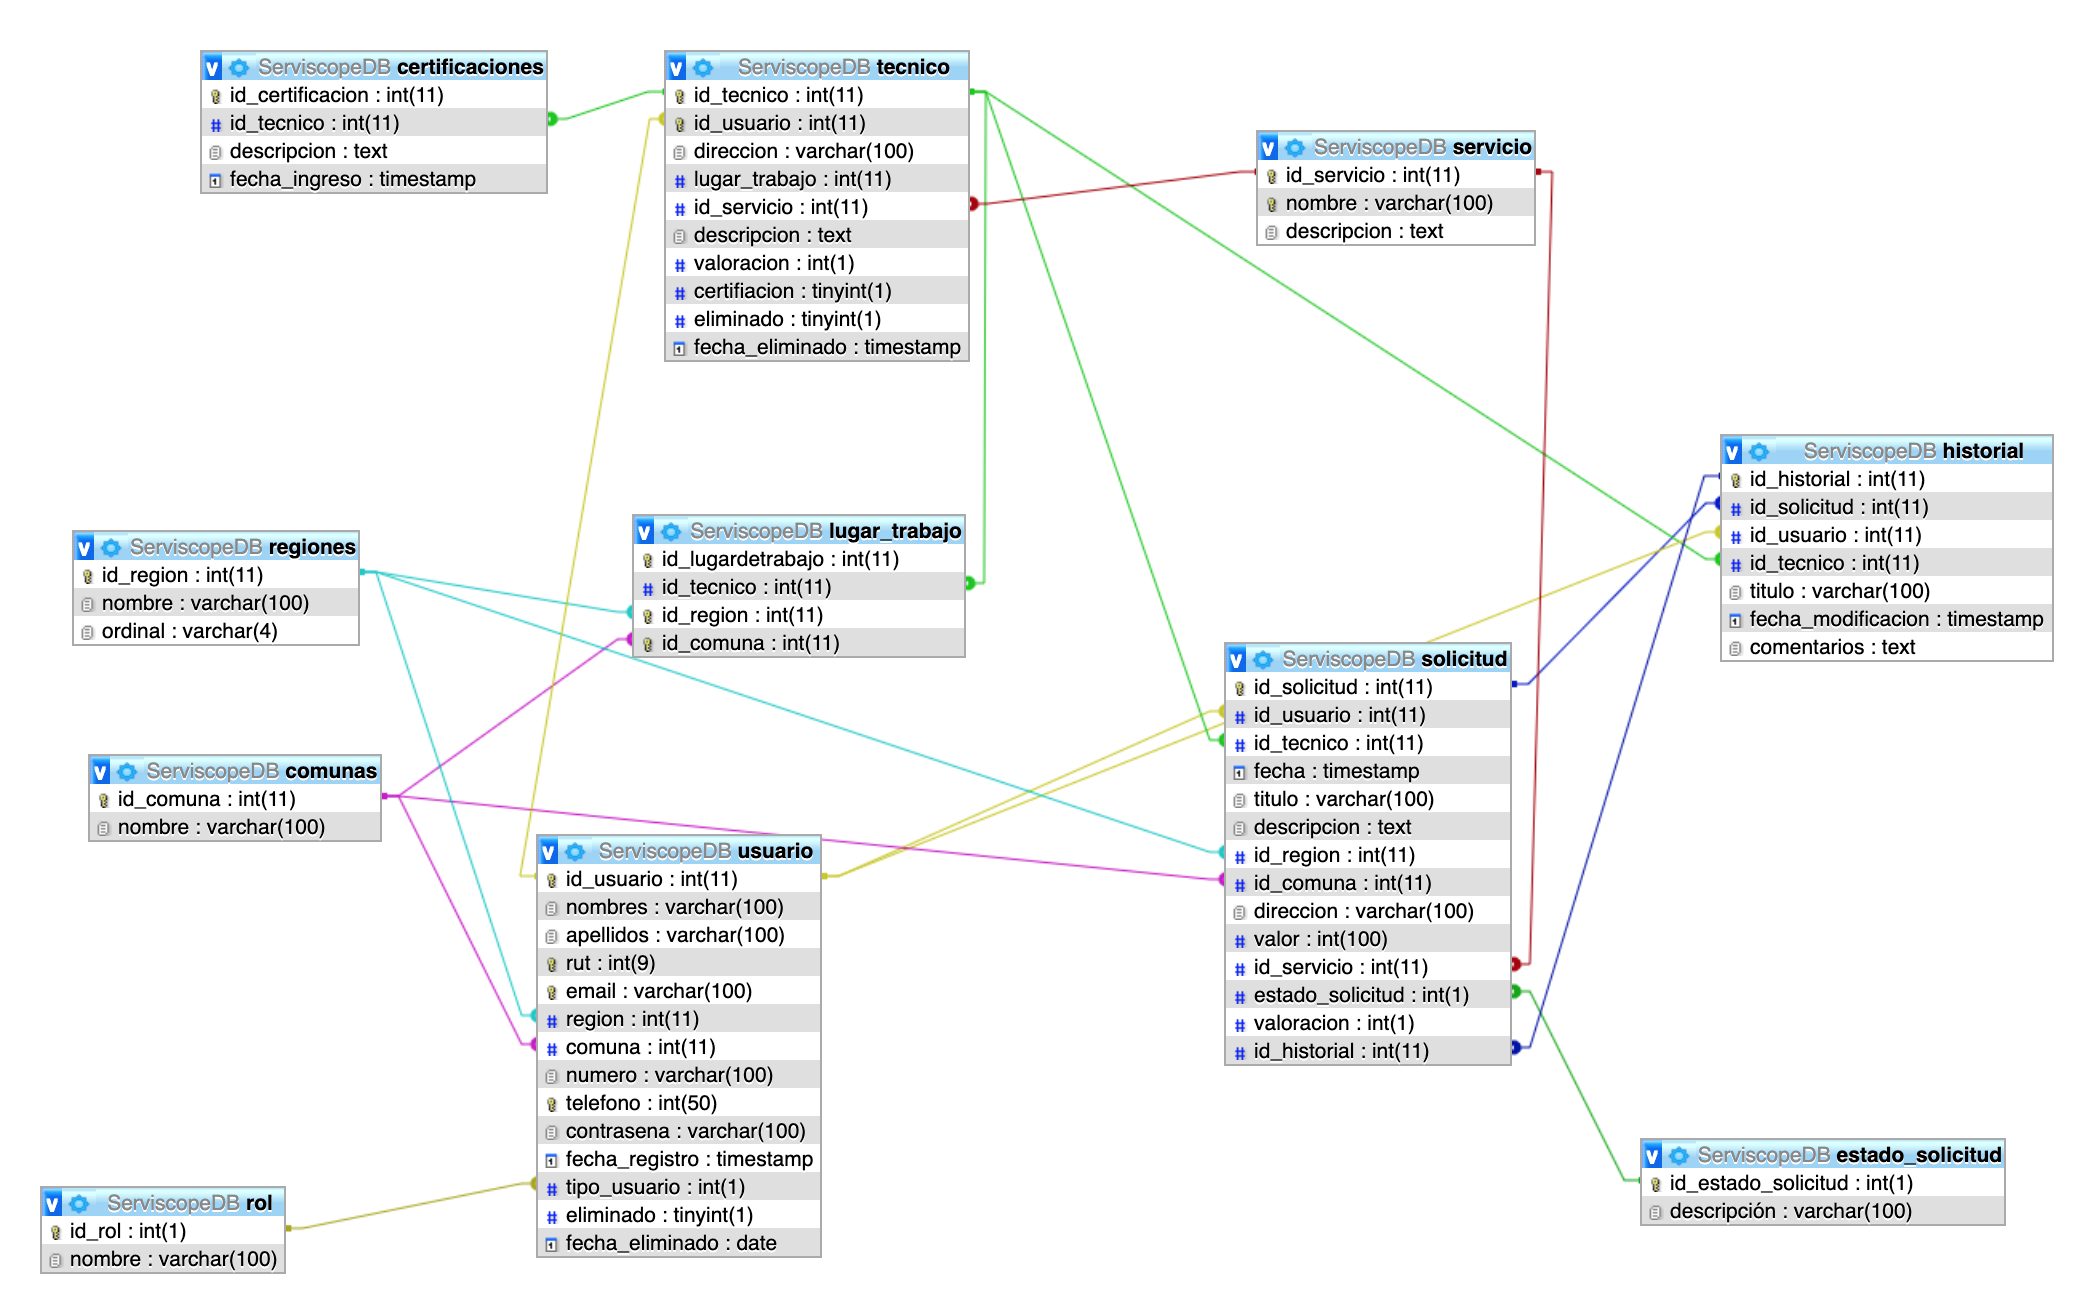 ServiscopeDB certificaciones
id_certificacion : int(11)
id_tecnico : int(11)
descripcion : text
fecha_ingreso : timestamp
ServiscopeDB tecnico
id_tecnico : int(11)
id_usuario : int(11)
direccion : varchar(100)
lugar_trabajo : int(11)
id_servicio : int(11)
descripcion : text
valoracion : int(1)
certifiacion : tinyint(1)
eliminado : tinyint(1)
fecha_eliminado : timestamp
ServiscopeDB servicio
id_servicio : int(11)
nombre : varchar(100)
descripcion : text
ServiscopeDB historial
id_historial : int(11)
id_solicitud : int(11)
id_usuario : int(11)
id_tecnico : int(11)
titulo : varchar(100)
fecha_modificacion : timestamp
comentarios : text
ServiscopeDB regiones
id_region : int(11)
nombre : varchar(100)
ordinal : varchar(4)
ServiscopeDB lugar_trabajo
id_lugardetrabajo : int(11)
id_tecnico : int(11)
id_region : int(11)
id_comuna : int(11)
ServiscopeDB solicitud
id_solicitud : int(11)
id_usuario : int(11)
id_tecnico : int(11)
fecha : timestamp
titulo : varchar(100)
descripcion : text
id_region : int(11)
id_comuna : int(11)
direccion : varchar(100)
valor : int(100)
id_servicio : int(11)
estado_solicitud : int(1)
valoracion : int(1)
id_historial : int(11)
ServiscopeDB comunas
id_comuna : int(11)
nombre : varchar(100)
ServiscopeDB usuario
id_usuario : int(11)
nombres : varchar(100)
apellidos : varchar(100)
rut : int(9)
email : varchar(100)
region : int(11)
comuna : int(11)
numero : varchar(100)
telefono : int(50)
contrasena : varchar(100)
fecha_registro : timestamp
tipo_usuario : int(1)
eliminado : tinyint(1)
fecha_eliminado : date
ServiscopeDB estado_solicitud
id_estado_solicitud : int(1)
descripción : varchar(100)
ServiscopeDB rol
id_rol : int(1)
nombre : varchar(100)